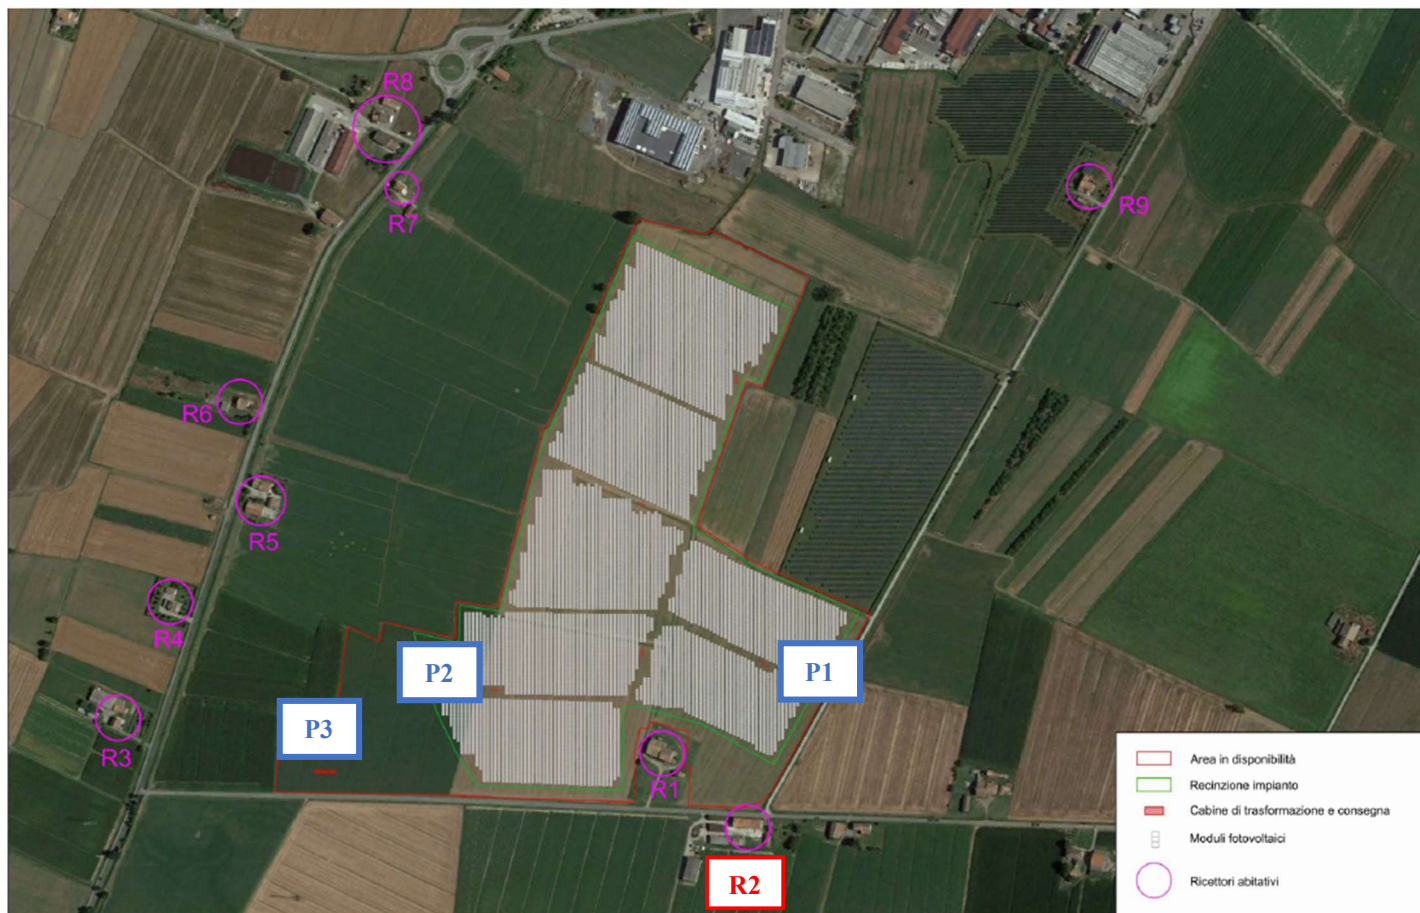 R8
R7
R9
R6
R5
R4
P2
P1
P3
R3
R1
R2
Area in disponibilità
Recinzione impianto
Cabine di trasformazione e consegna
Moduli fotovoltaici
Ricettori abitativi